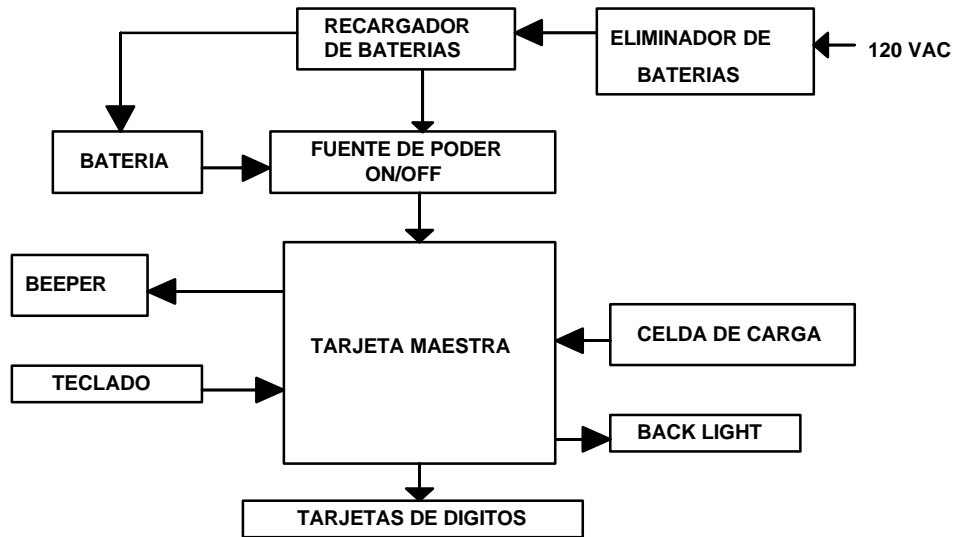 RECARGADOR
DE BATERIAS
ELIMINADOR DE
BATERIAS
120 VAC
BATERIA
FUENTE DE PODER
ON/OFF
BEEPER
TARJETA MAESTRA
CELDA DE CARGA
TECLADO
BACK LIGHT
TARJETAS DE DIGITOS